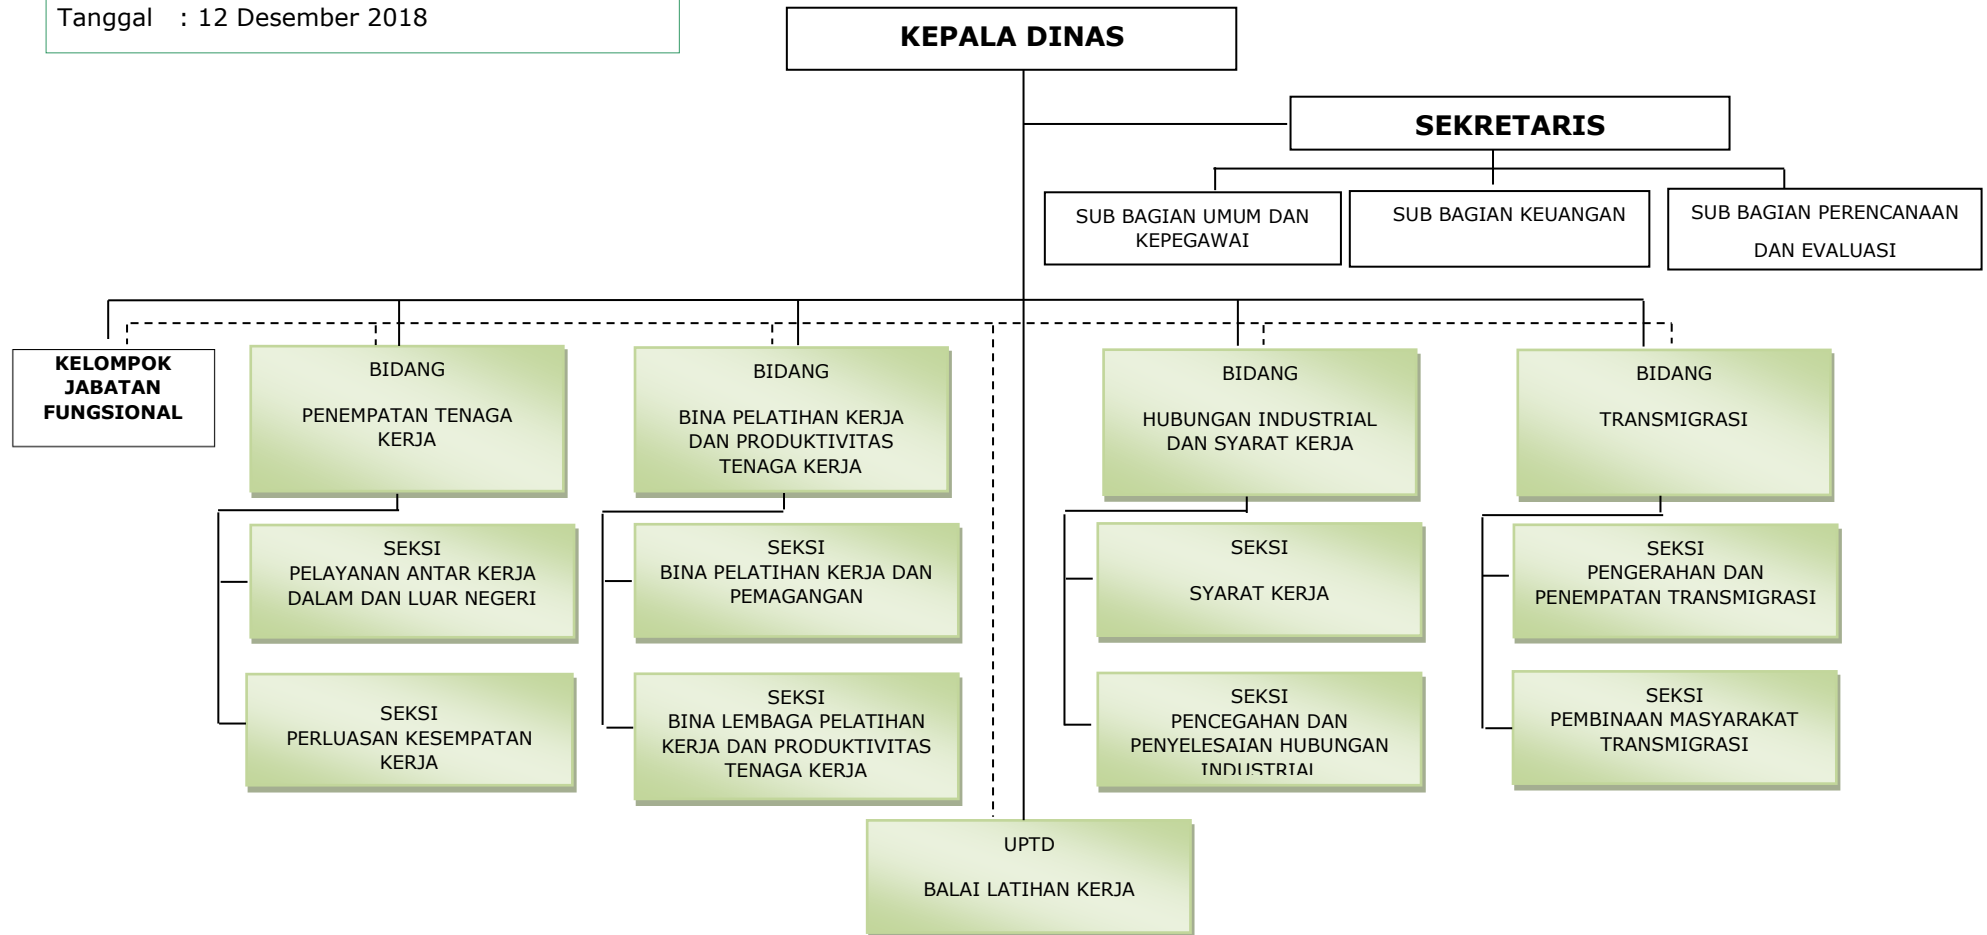 Tanggal : 12 Desember 2018
KEPALA DINAS
SEKRETARIS
SUB BAGIAN UMUM DAN
KEPEGAWAI
SUB BAGIAN KEUANGAN
SUB BAGIAN PERENCANAAN
DAN EVALUASI
KELOMPOK
JABATAN
FUNGSIONAL
BIDANG
PENEMPATAN TENAGA
KERJA
BIDANG
BINA PELATIHAN KERJA
DAN PRODUKTIVITAS
TENAGA KERJA
BIDANG
HUBUNGAN INDUSTRIAL
DAN SYARAT KERJA
BIDANG
TRANSMIGRASI
SEKSI
PELAYANAN ANTAR KERJA
DALAM DAN LUAR NEGERI
SEKSI
BINA PELATIHAN KERJA DAN
PEMAGANGAN
SEKSI
SYARAT KERJA
SEKSI
PENGERAHAN DAN
PENEMPATAN TRANSMIGRASI
SEKSI
PERLUASAN KESEMPATAN
KERJA
SEKSI
BINA LEMBAGA PELATIHAN
KERJA DAN PRODUKTIVITAS
TENAGA KERJA
SEKSI
PENCEGAHAN DAN
PENYELESAIAN HUBUNGAN
INDUSTRIAL
SEKSI
PEMBINAAN MASYARAKAT
TRANSMIGRASI
UPTD
BALAI LATIHAN KERJA